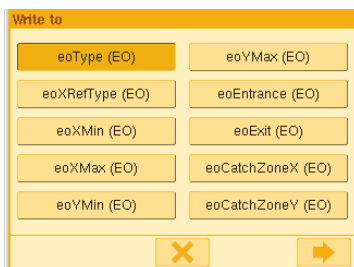 Write to
eoType (EO)
eoYMax (EO)
eoXRefType (EO)
eoEntrance (EO)
eoXMin (EO)
eoExit (EO)
eoXMax (EO)
eoCatchZoneX (EO)
eoYMin (EO)
eoCatchZoneY (EO)